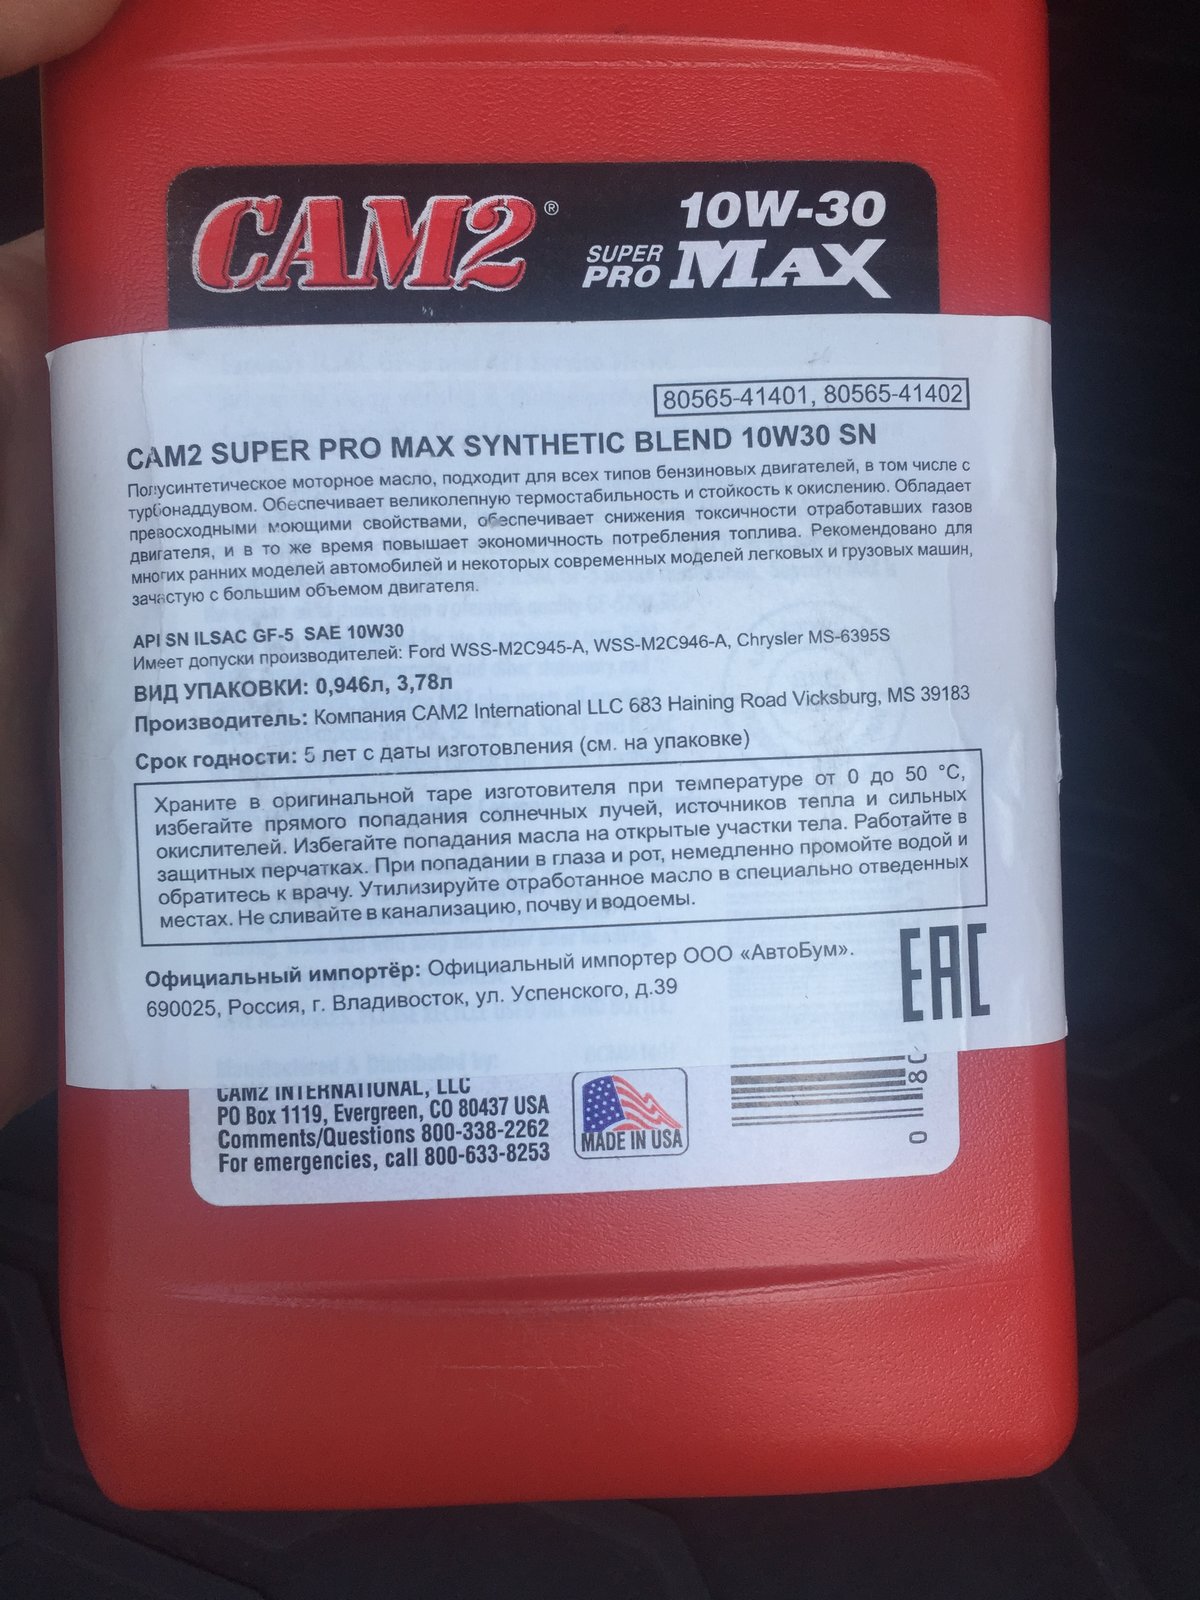 CAM2®
10W-30
SUPER PRO MAX
80565-41401, 80565-41402
CAM2 SUPER PRO MAX SYNTHETIC BLEND 10W30 SN
Полусинтетическое моторное масло, подходит для всех типов бензиновых двигателей, в том числе с
турбонаддувом. Обеспечивает великолепную термостабильность и стойкость к окислению. Обладает
превосходными моющими свойствами, обеспечивает снижения токсичности отработавших газов
двигателя, и в то же время повышает экономичность потребления топлива. Рекомендовано для
многих ранних моделей автомобилей и некоторых современных моделей легковых и грузовых машин,
зачастую с большим объемом двигателя.
API SN ILSAC GF-5 SAE 10W30
Имеет допуски производителей: Ford WSS-M2C945-A, WSS-M2C946-A, Chrysler MS-6395S
ВИД УПАКОВКИ: 0,946л, 3,78л
Производитель: Компания CAM2 International LLC 683 Haining Road Vicksburg, MS 39183
Срок годности: 5 лет с даты изготовления (см. на упаковке)
Храните в оригинальной таре изготовителя при температуре от 0 до 50 °C,
избегайте прямого попадания солнечных лучей, источников тепла и сильных
окислителей. Избегайте попадания масла на открытые участки тела. Работайте в
защитных перчатках. При попадании в глаза и рот, немедленно промойте водой и
обратитесь к врачу. Утилизируйте отработанное масло в специально отведенных
местах. Не сливайте в канализацию, почву и водоемы.
Официальный импортёр: Официальный импортер ООО «АвтоБум».
690025, Россия, г. Владивосток, ул. Успенского, д.39
EAC
CAM2 INTERNATIONAL, LLC
PO Box 1119, Evergreen, CO 80437 USA
Comments/Questions 800-338-2262
For emergencies, call 800-633-8253
MADE IN USA
0 80